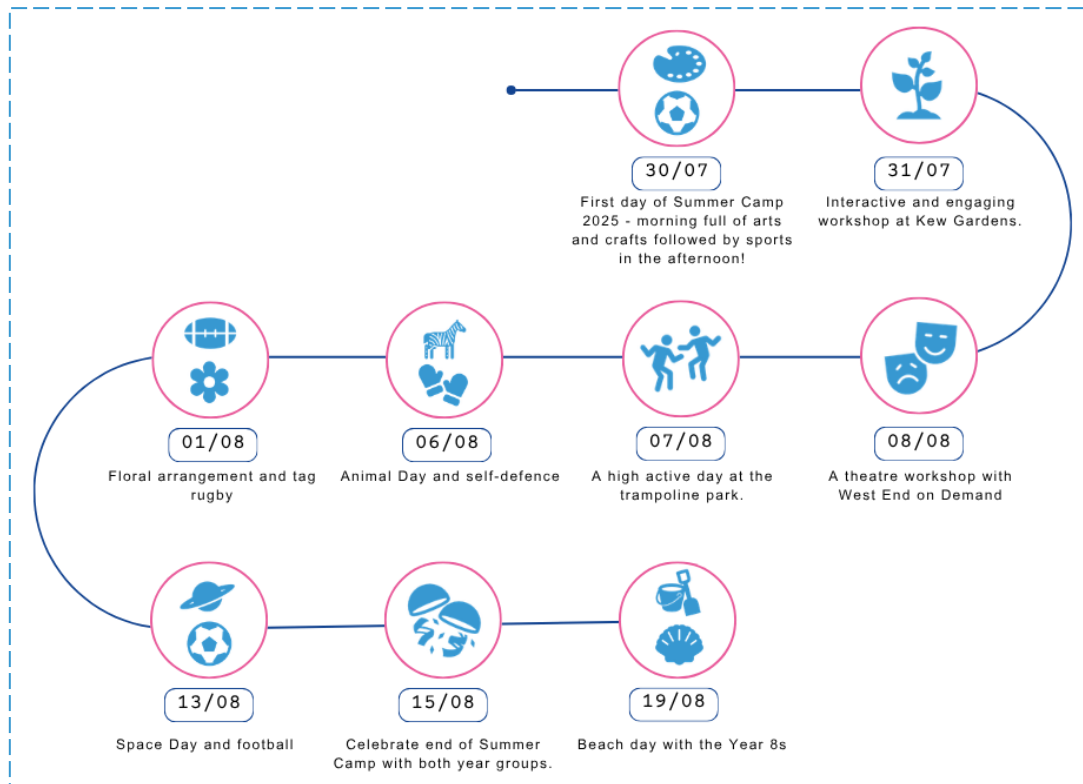 30/07
First day of Summer Camp
2025 - morning full of arts
and crafts followed by sports
in the afternoon!
31/07
Interactive and engaging
workshop at Kew Gardens.
01/08
Floral arrangement and tag
rugby
06/08
Animal Day and self-defence
07/08
A high active day at the
trampoline park.
08/08
A theatre workshop with
West End on Demand
13/08
Space Day and football
15/08
Celebrate end of Summer
Camp with both year groups.
19/08
Beach day with the Year 8s